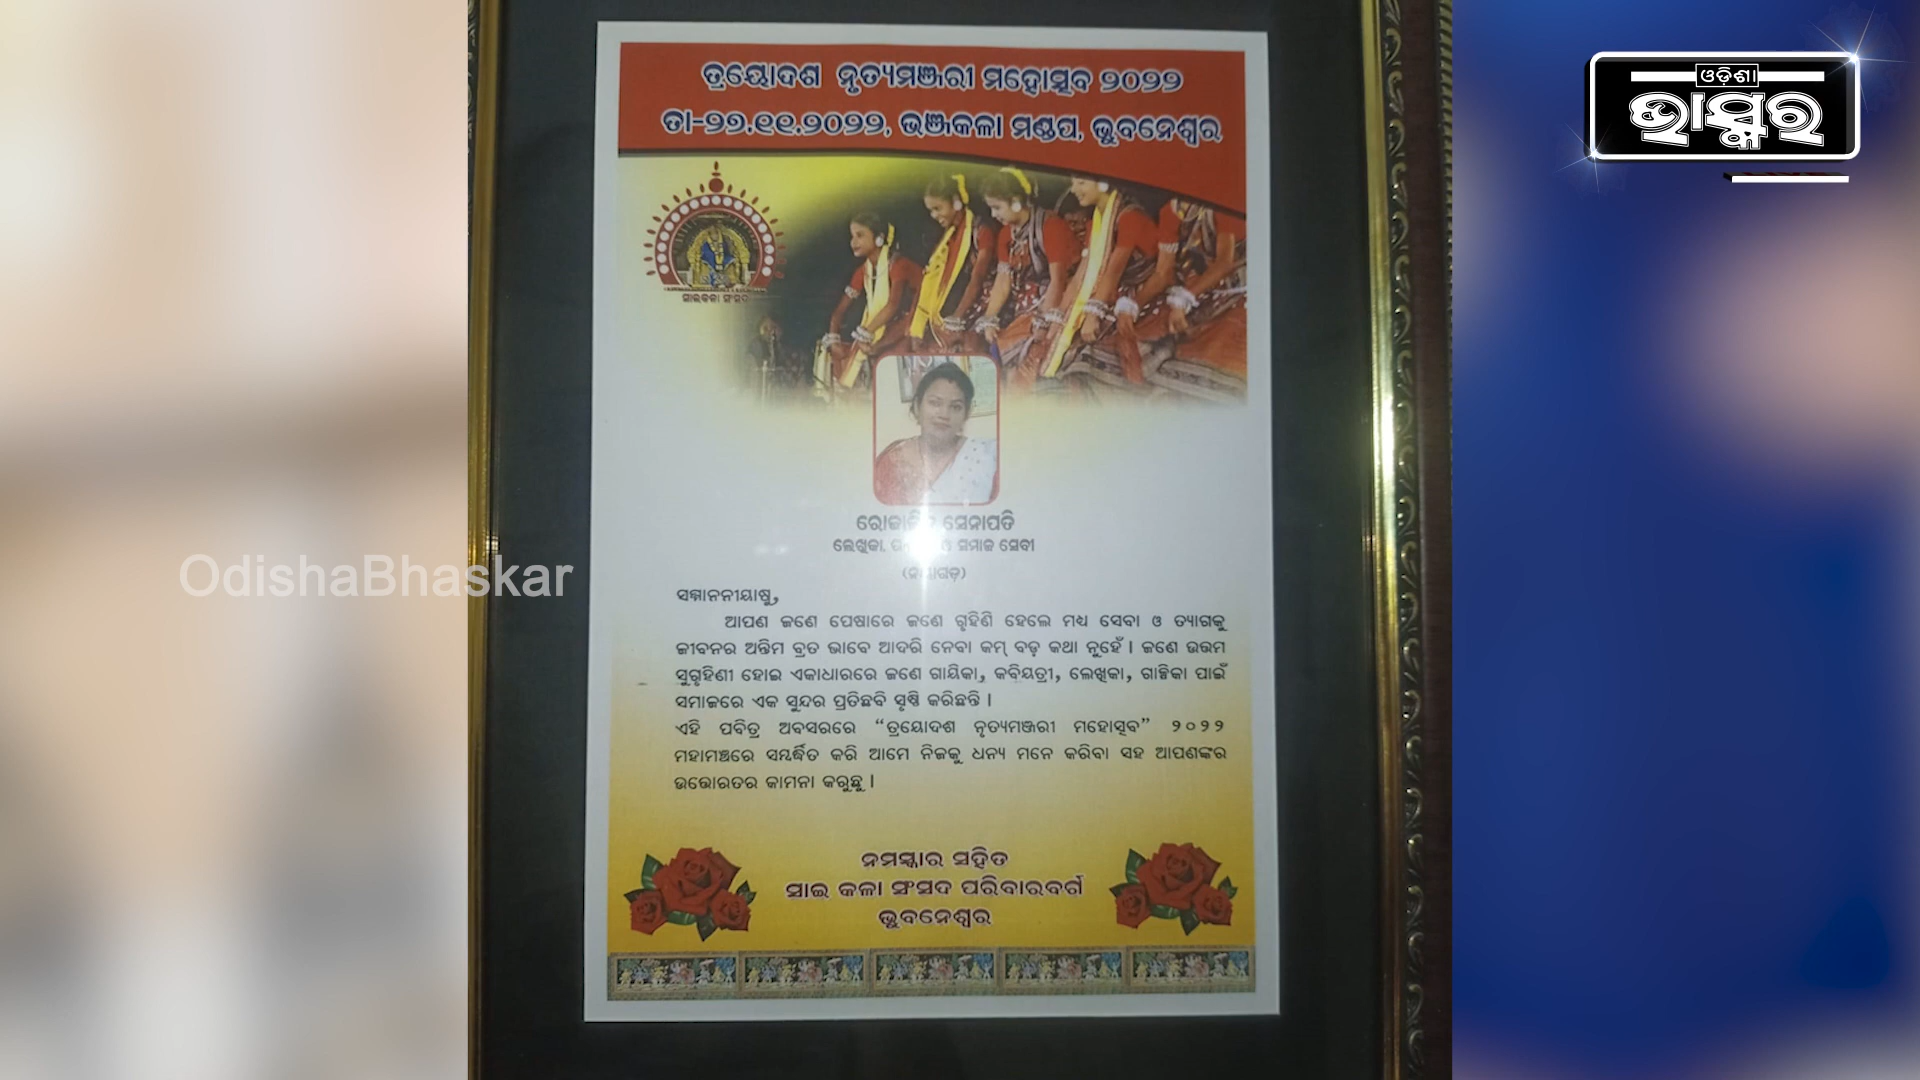 ତ୍ରୟୋଦଶ ନୃତ୍ୟମଞ୍ଜରୀ ମହୋତ୍ସବ ୨୦୨୨
ତା-୨୭.୧୧.୨୦୨୨, ଭଞ୍ଜକଳା ମଣ୍ଡପ, ଭୁବନେଶ୍ୱର
ଓଡ଼ିଶା
ଭାସ୍କର
ସାଇକଳା ସଂସଦ
ସେନାପତି
ଲେଖିକା, ସମାଜ ସେବୀ
OdishaBhaskar
ସମ୍ମାନନୀୟାଷୁ,
ଆପଣ ଜଣେ ପେଷାରେ ଜଣେ ଗୃହିଣି ହେଲେ ମଧ୍ୟ ସେବା ଓ ତ୍ୟାଗକୁ
ଜୀବନର ଅନ୍ତିମ ବ୍ରତ ଭାବେ ଆଦରି ନେବା କମ୍ ବଡ଼ କଥା ନୁହେଁ । ଜଣେ ଉତ୍ତମ
ସୁଗୃହିଣୀ ହୋଇ ଏକାଧାରରେ ଜଣେ ଗାୟିକା, କବିୟତ୍ରୀ, ଲେଖିକା, ଗାଳ୍ପିକା ପାଇଁ
ସମାଜରେ ଏକ ସୁନ୍ଦର ପ୍ରତିଛବି ସୃଷ୍ଟି କରିଛନ୍ତି ।
ଏହି ପବିତ୍ର ଅବସରରେ “ତ୍ରୟୋଦଶ ନୃତ୍ୟମଞ୍ଜରୀ ମହୋତ୍ସବ” ୨୦୨୨
ମହାମଞ୍ଚରେ ସମ୍ବର୍ଦ୍ଧିତ କରି ଆମେ ନିଜକୁ ଧନ୍ୟ ମନେ କରିବା ସହ ଆପଣଙ୍କର
ଉତ୍ତୋରତର କାମନା କରୁଛୁ ।
ନମସ୍କାର ସହିତ
ସାଇ କଳା ସଂସଦ ପରିବାରବର୍ଗ
ଭୁବନେଶ୍ୱର